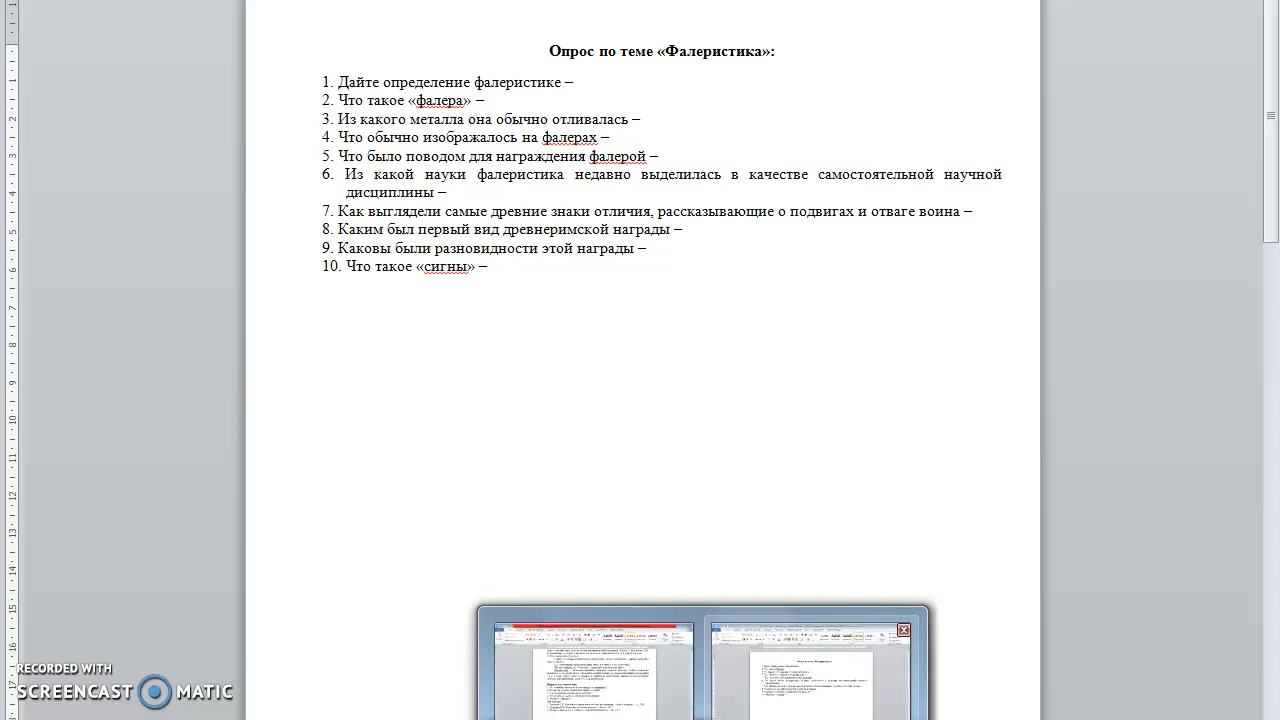 Опрос по теме «Фалеристика»:
1. Дайте определение фалеристике –
2. Что такое «фалера» –
3. Из какого металла она обычно отливалась –
4. Что обычно изображалось на фалерах –
5. Что было поводом для награждения фалерой –
6. Из какой науки фалеристика недавно выделилась в качестве самостоятельной научной
дисциплины –
7. Как выглядели самые древние знаки отличия, рассказывающие о подвигах и отваге воина –
8. Каким был первый вид древнеримской награды –
9. Каковы были разновидности этой награды –
10. Что такое «сигны» –
RECORDED WITH
SCREENCAST MATIC